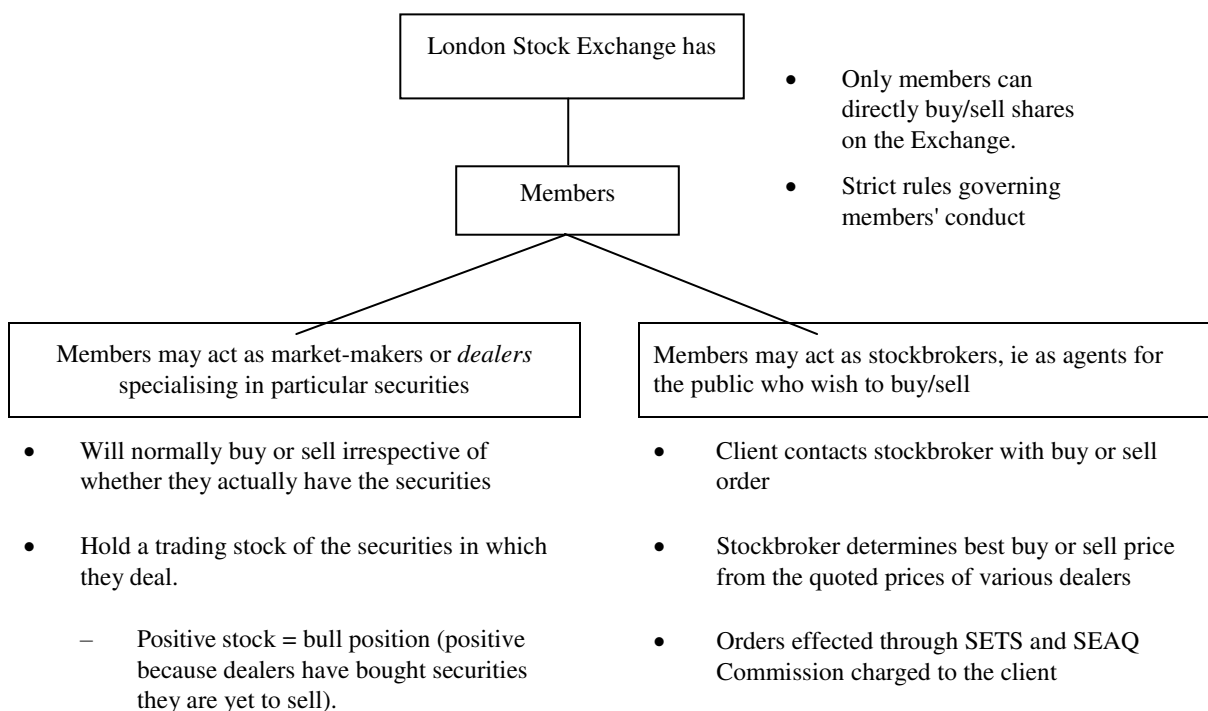 London Stock Exchange has
• Only members can
directly buy/sell shares
on the Exchange.
• Strict rules governing
members' conduct
Members
Members may act as market-makers or dealers
specialising in particular securities
• Will normally buy or sell irrespective of
whether they actually have the securities
• Hold a trading stock of the securities in which
they deal.
– Positive stock = bull position (positive
because dealers have bought securities
they are yet to sell).
Members may act as stockbrokers, ie as agents for
the public who wish to buy/sell
• Client contacts stockbroker with buy or sell
order
• Stockbroker determines best buy or sell price
from the quoted prices of various dealers
• Orders effected through SETS and SEAQ
Commission charged to the client